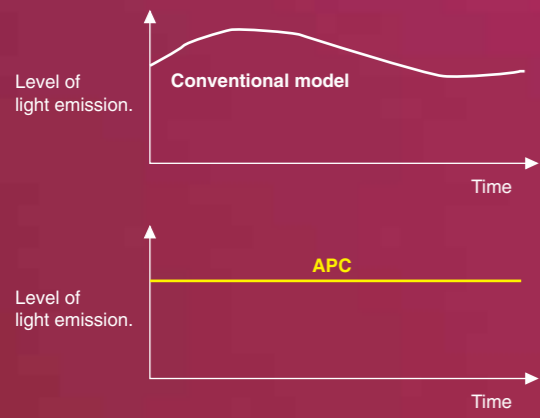 Level of
light emission.
Conventional model
Time
APC
Level of
light emission.
Time